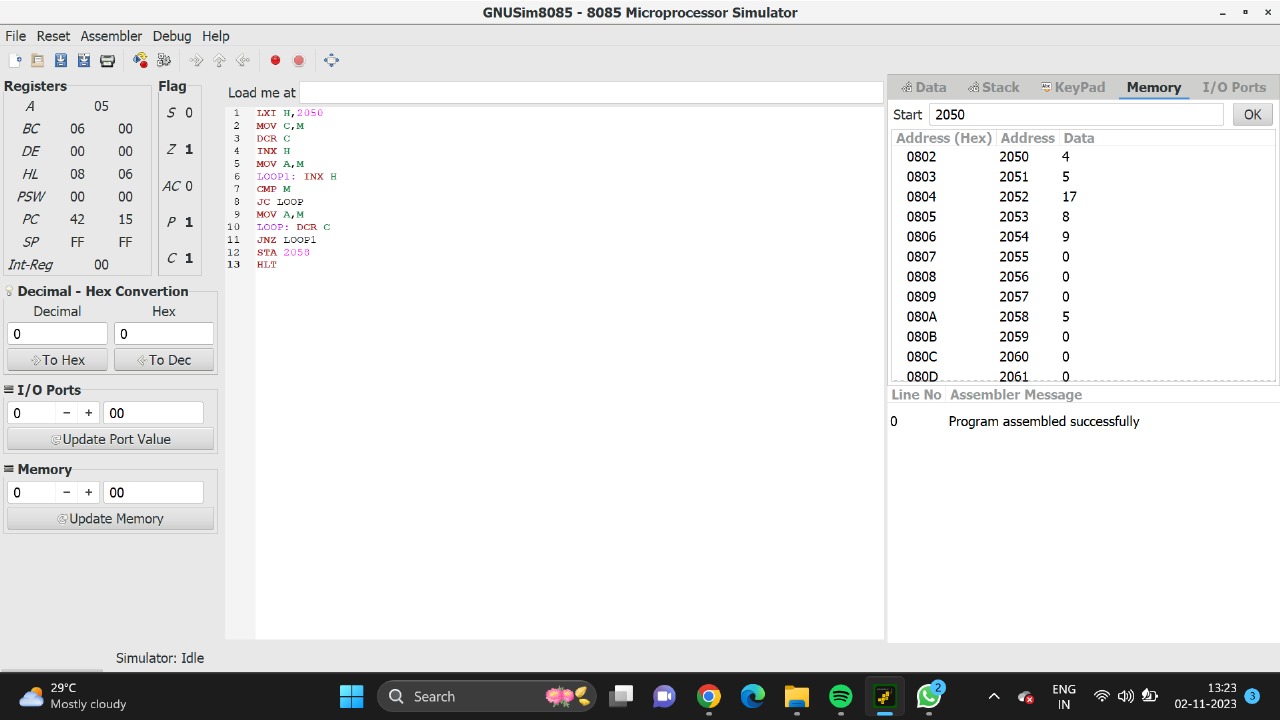 GNUSim8085 - 8085 Microprocessor Simulator
File Reset Assembler Debug Help
Registers
A 05
BC 06 00
DE 00 00
HL 08 06
PSW 00 00
PC 42 15
SP FF FF
Int-Reg 00
Flag
S 0
Z 1
AC 0
P 1
C 1
Decimal - Hex Convertion
Decimal Hex
0 0
To Hex To Dec
I/O Ports
0 − + 00
Update Port Value
Memory
0 − + 00
Update Memory
Load me at
1 LXI H,2050
2 MOV C,M
3 DCR C
4 INX H
5 MOV A,M
6 LOOP1: INX H
7 CMP M
8 JC LOOP
9 MOV A,M
10 LOOP: DCR C
11 JNZ LOOP1
12 STA 2058
13 HLT
Data Stack KeyPad Memory I/O Ports
Start 2050 OK
Address (Hex) Address Data
0802 2050 4
0803 2051 5
0804 2052 17
0805 2053 8
0806 2054 9
0807 2055 0
0808 2056 0
0809 2057 0
080A 2058 5
080B 2059 0
080C 2060 0
080D 2061 0
Line No Assembler Message
0 Program assembled successfully
Simulator: Idle
29°C
Mostly cloudy
Search
2
ENG
IN
13:23
02-11-2023
3